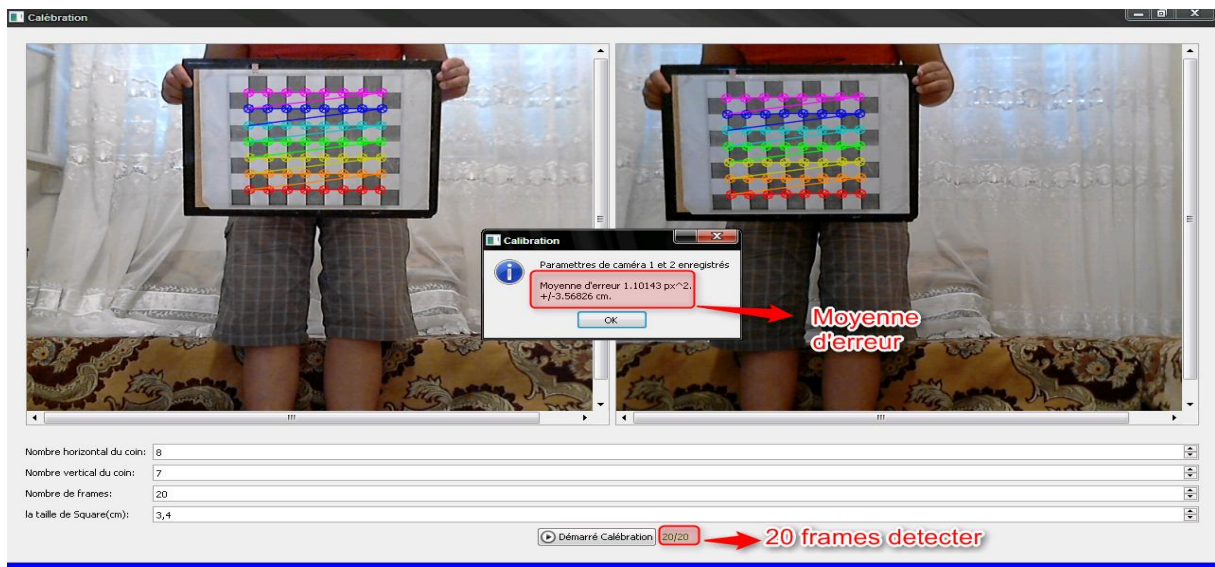 Calébration
Calibration
Paramettres de caméra 1 et 2 enregistrés
Moyenne d'erreur 1.10143 px^2.
+/-3.56826 cm.
OK
Moyenne
d'erreur
Nombre horizontal du coin: 8
Nombre vertical du coin: 7
Nombre de frames: 20
la taille de Square(cm): 3,4
Démarré Calébration 20/20
20 frames detecter